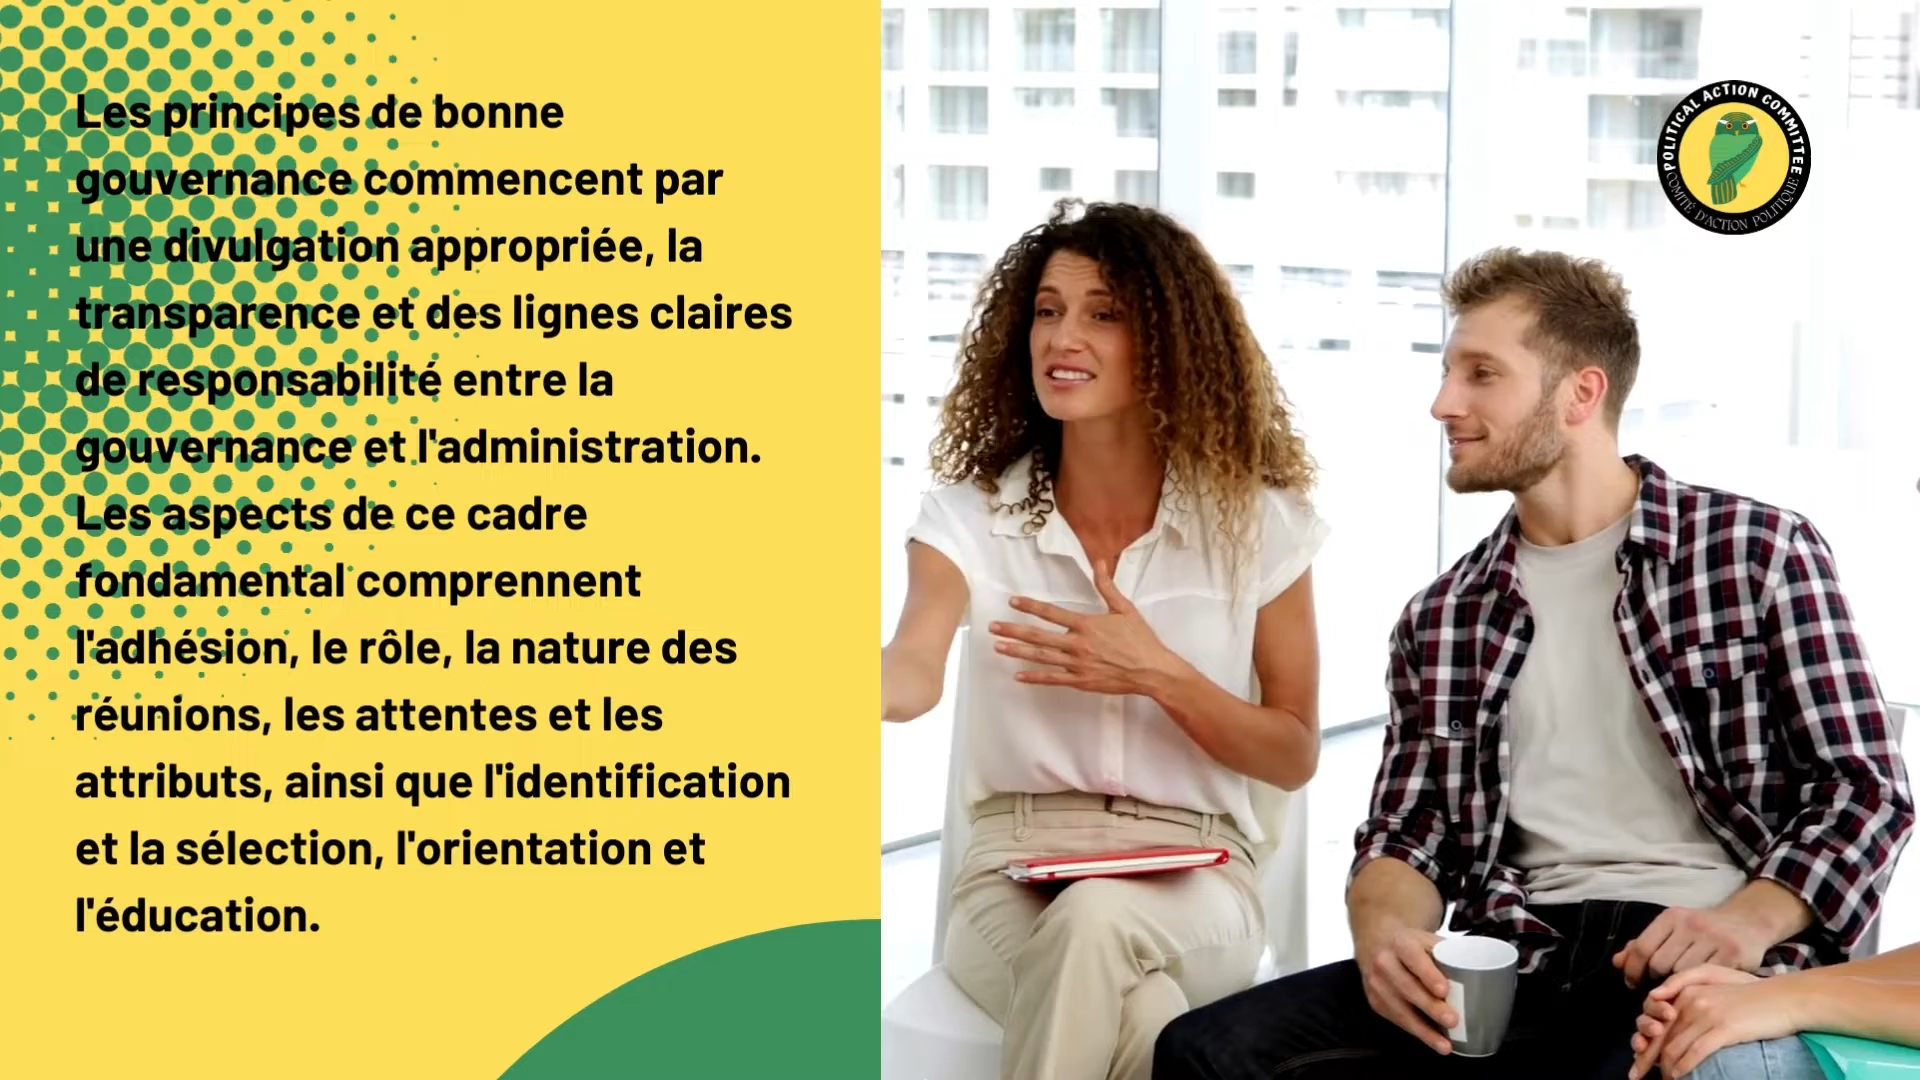 Les principes de bonne
gouvernance commencent par
une divulgation appropriée, la
transparence et des lignes claires
de responsabilité entre la
gouvernance et l'administration.
Les aspects de ce cadre
fondamental comprennent
l'adhésion, le rôle, la nature des
réunions, les attentes et les
attributs, ainsi que l'identification
et la sélection, l'orientation et
l'éducation.
POLITICAL ACTION COMMITTEE
COMITÉ D'ACTION POLITIQUE